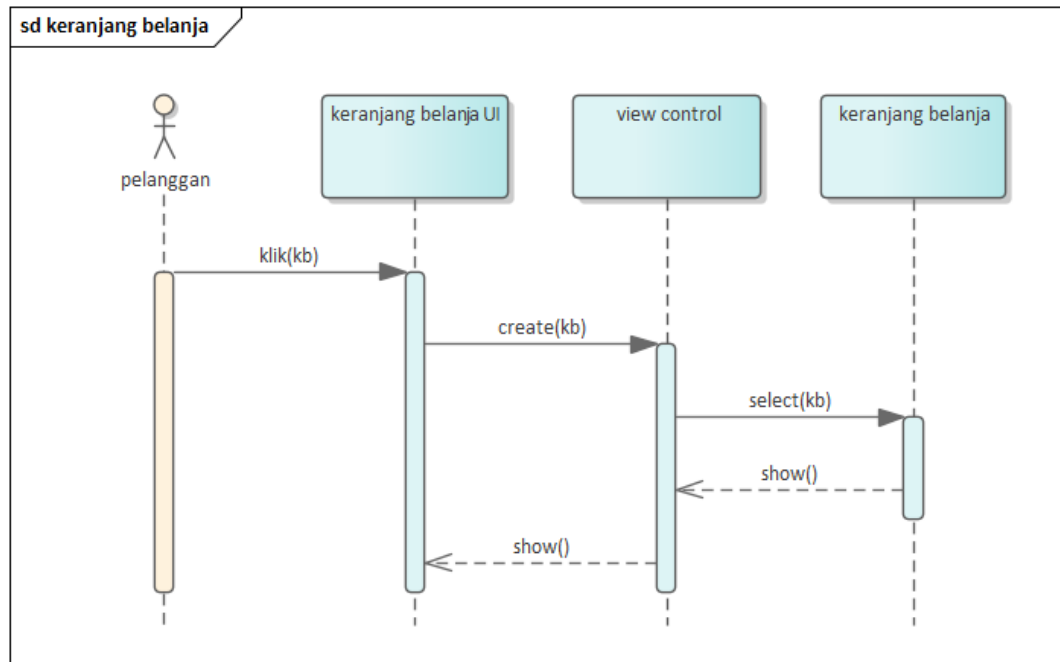 sd keranjang belanja
pelanggan
keranjang belanja UI
view control
keranjang belanja
klik(kb)
create(kb)
select(kb)
show()
show()